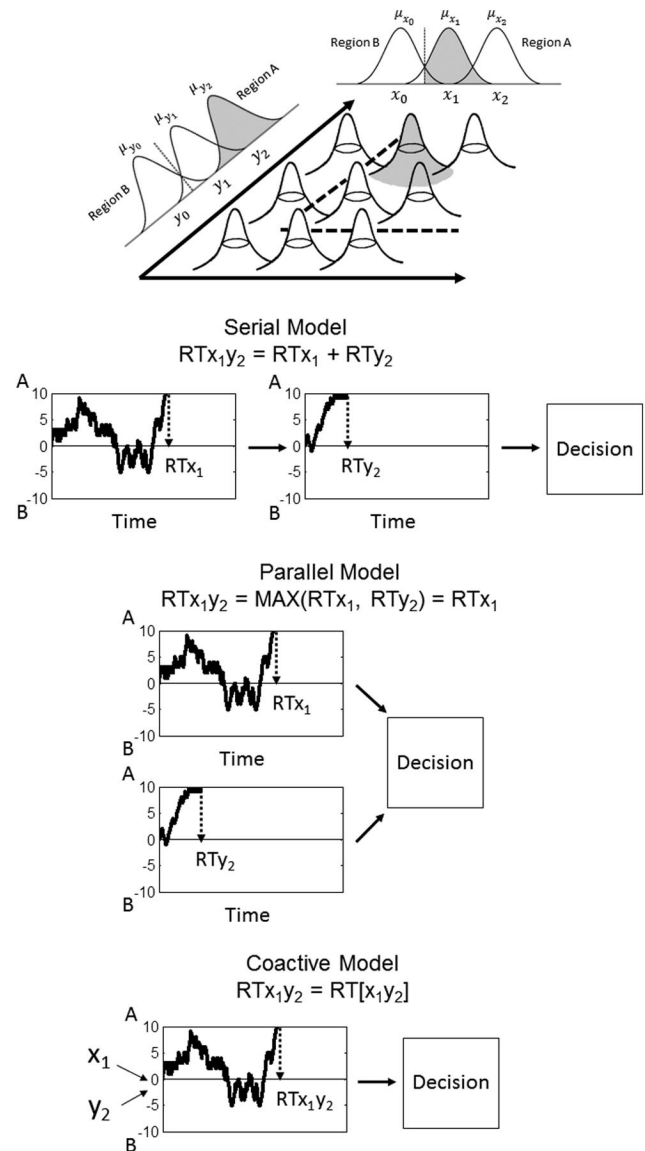 μx₀ μx₁ μx₂
Region B Region A
x₀ x₁ x₂
Region A
μy₂
μy₁
μy₀
y₂
y₁
y₀
Region B
Serial Model
RTx₁y₂ = RTx₁ + RTy₂
A
10
5
0
-5
-10
B
RTx₁
Time
A
10
5
0
-5
-10
B
RTy₂
Time
Decision
Parallel Model
RTx₁y₂ = MAX(RTx₁, RTy₂) = RTx₁
A
10
5
0
-5
-10
B
RTx₁
Time
A
10
5
0
-5
-10
B
RTy₂
Time
Decision
Coactive Model
RTx₁y₂ = RT[x₁y₂]
A
10
5
0
-5
-10
B
x₁
y₂
RTx₁y₂
Decision